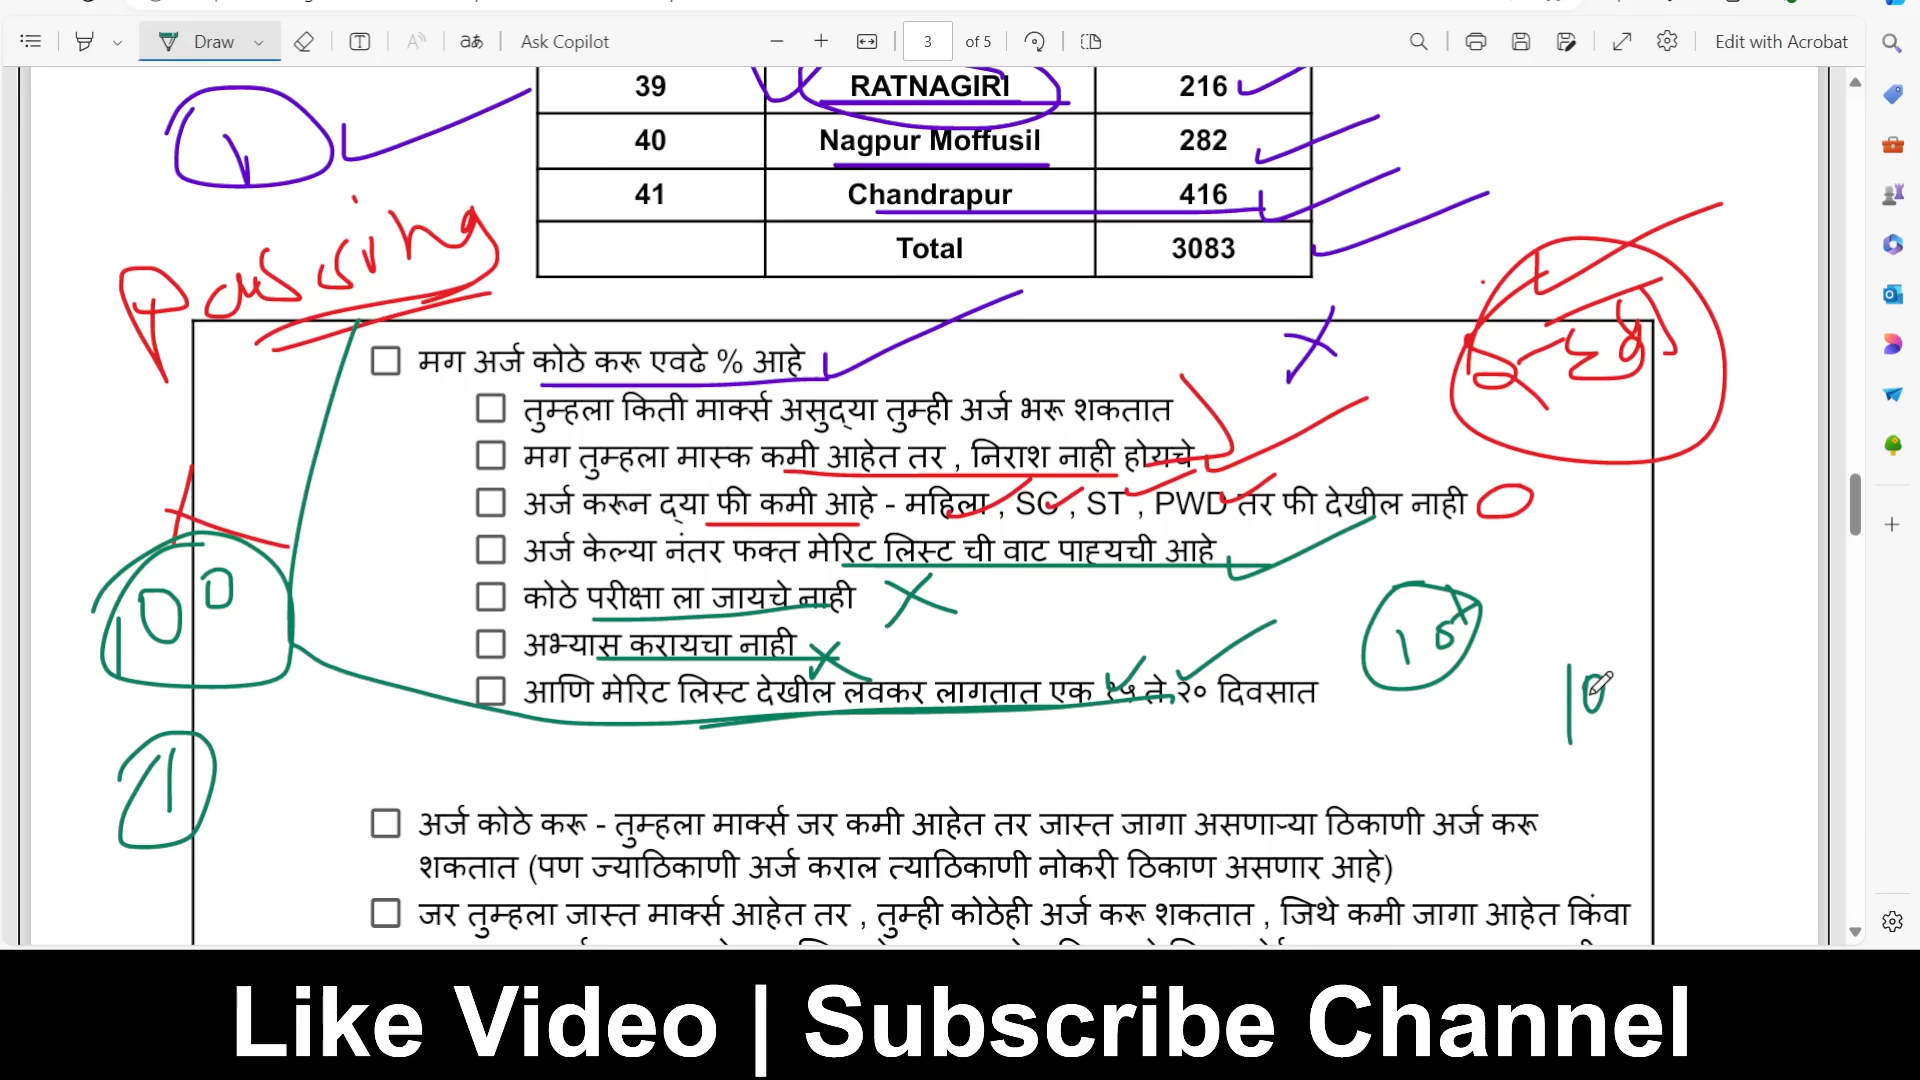 Draw
Ask Copilot
3 of 5
Edit with Acrobat
39 RATNAGIRI 216
40 Nagpur Moffusil 282
41 Chandrapur 416
Total 3083
Passing
मग अर्ज कोठे करू एवढे % आहे
तुम्हला किती मार्क्स असुद्या तुम्ही अर्ज भरू शकतात
मग तुम्हला मास्क कमी आहेत तर , निराश नाही होयचे
अर्ज करून द्या फी कमी आहे - महिला , SC , ST , PWD तर फी देखील नाही
अर्ज केल्या नंतर फक्त मेरिट लिस्ट ची वाट पाह्यची आहे
कोठे परीक्षा ला जायचे नाही
अभ्यास करायचा नाही
आणि मेरिट लिस्ट देखील लवकर लागतात एक १५ ते २० दिवसात
100
10
अर्ज कोठे करू - तुम्हला मार्क्स जर कमी आहेत तर जास्त जागा असणाऱ्या ठिकाणी अर्ज करू
शकतात (पण ज्याठिकाणी अर्ज कराल त्याठिकाणी नोकरी ठिकाण असणार आहे)
जर तुम्हला जास्त मार्क्स आहेत तर , तुम्ही कोठेही अर्ज करू शकतात , जिथे कमी जागा आहेत किंवा
Like Video | Subscribe Channel